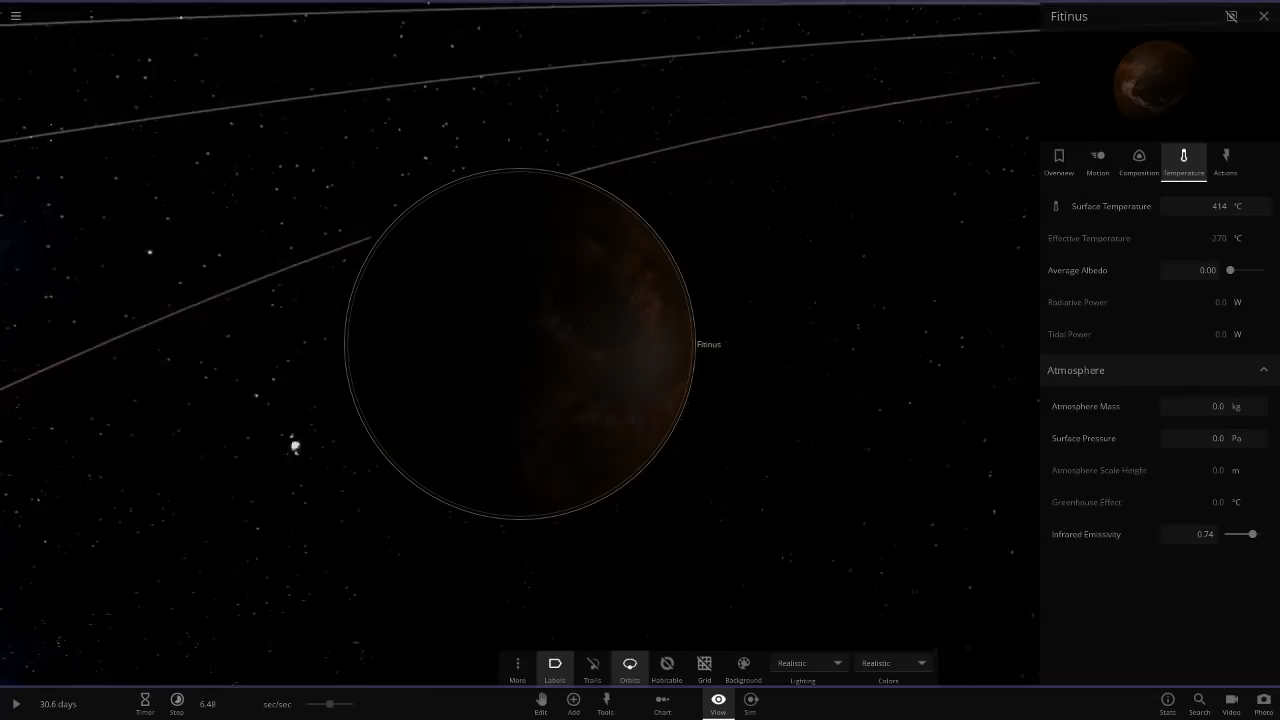 Fitinus
Overview
Motion
Composition
Temperature
Actions
Surface Temperature 414 °C
Effective Temperature -270 °C
Average Albedo 0.00
Radiative Power 0.0 W
Tidal Power 0.0 W
Atmosphere
Atmosphere Mass 0.0 kg
Surface Pressure 0.0 Pa
Atmosphere Scale Height 0.0 m
Greenhouse Effect 0.0 °C
Infrared Emissivity 0.74
Fitinus
More
Labels
Trails
Orbits
Habitable
Grid
Background
Realistic
Lighting
Realistic
Colors
30.6 days
Timer
Step
6.48 sec/sec
Edit
Add
Tools
Chart
View
Sim
Stats
Search
Video
Photo